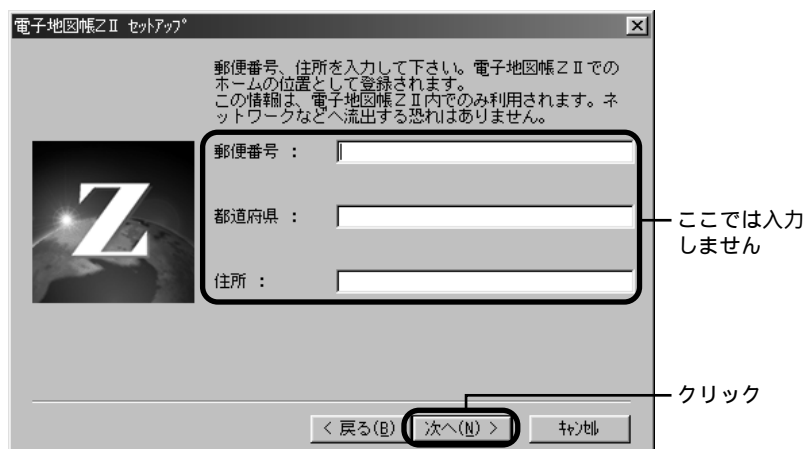 電子地図帳ZⅡ ｾｯﾄｱｯﾌﾟ
郵便番号、住所を入力して下さい。電子地図帳ZⅡでの
ホームの位置として登録されます。
この情報は、電子地図帳ZⅡ内でのみ利用されます。ネ
ットワークなどへ流出する恐れはありません。
郵便番号 ：
Z
都道府県 ：
ここでは入力
しません
住所 ：
クリック
< 戻る(B)
次へ(N) >
ｷｬﾝｾﾙ